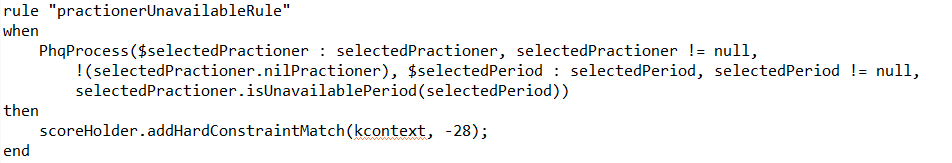 rule "practionerUnavailableRule"
when
    PhqProcess($selectedPractioner : selectedPractioner, selectedPractioner != null,
        !(selectedPractioner.nilPractioner), $selectedPeriod : selectedPeriod, selectedPeriod != null,
        selectedPractioner.isUnavailablePeriod(selectedPeriod))
then
    scoreHolder.addHardConstraintMatch(kcontext, -28);
end